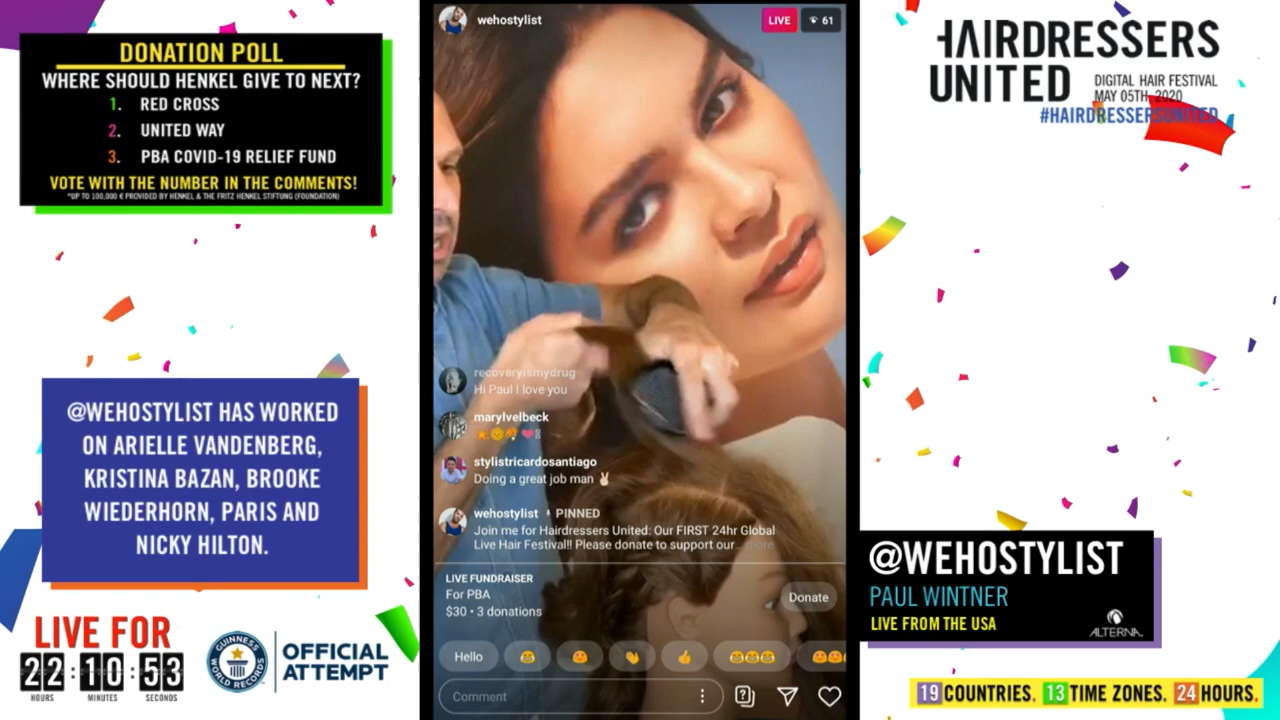 DONATION POLL
WHERE SHOULD HENKEL GIVE TO NEXT?
1. RED CROSS
2. UNITED WAY
3. PBA COVID-19 RELIEF FUND
VOTE WITH THE NUMBER IN THE COMMENTS!
*UP TO 100,000 € PROVIDED BY HENKEL & THE FRITZ HENKEL STIFTUNG (FOUNDATION)
@WEHOSTYLIST HAS WORKED
ON ARIELLE VANDENBERG,
KRISTINA BAZAN, BROOKE
WIEDERHORN, PARIS AND
NICKY HILTON.
LIVE FOR
22:10:53
HOURS MINUTES SECONDS
GUINNESS WORLD RECORDS
OFFICIAL
ATTEMPT
wehostylist
LIVE 61
recoveryismydrug
Hi Paul I love you
marylvelbeck
stylistricardosantiago
Doing a great job man ✌🏻
wehostylist PINNED
Join me for Hairdressers United: Our FIRST 24hr Global
Live Hair Festival!! Please donate to support our... more
LIVE FUNDRAISER
For PBA
$30 • 3 donations
Donate
Hello 😂 😍 👏 👍 😂😂😂 😍😍
Comment
HAIRDRESSERS
UNITED
DIGITAL HAIR FESTIVAL
MAY 05TH, 2020
#HAIRDRESSERSUNITED
@WEHOSTYLIST
PAUL WINTNER
LIVE FROM THE USA
ALTERNA
19 COUNTRIES. 13 TIME ZONES. 24 HOURS.